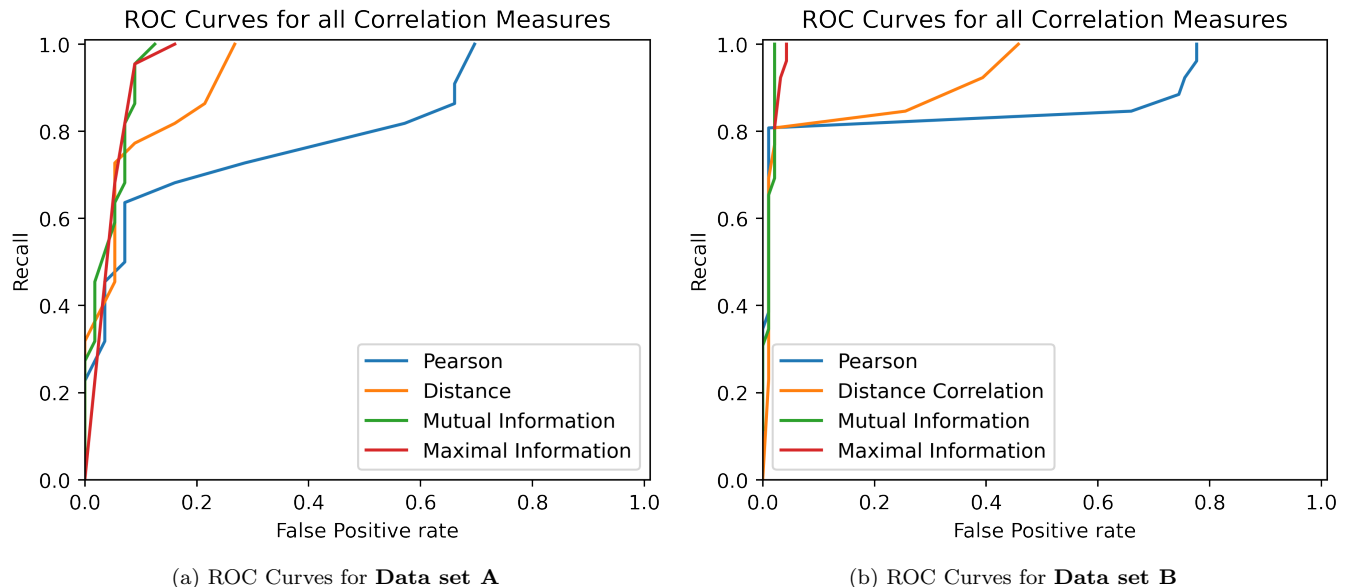 ROC Curves for all Correlation Measures
1.0
0.8
0.6
0.4
0.2
0.0
Recall
Pearson
Distance
Mutual Information
Maximal Information
0.0 0.2 0.4 0.6 0.8 1.0
False Positive rate
(a) ROC Curves for Data set A
ROC Curves for all Correlation Measures
1.0
0.8
0.6
0.4
0.2
0.0
Recall
Pearson
Distance Correlation
Mutual Information
Maximal Information
0.0 0.2 0.4 0.6 0.8 1.0
False Positive rate
(b) ROC Curves for Data set B